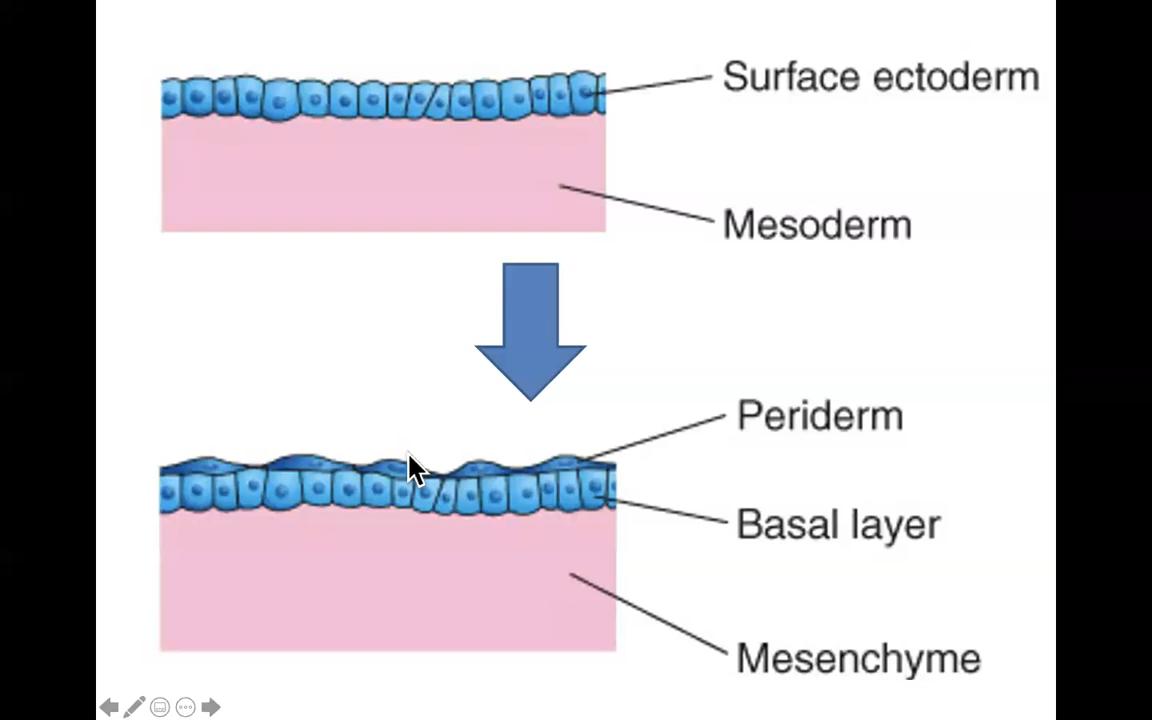 Surface ectoderm
Mesoderm
Periderm
Basal layer
Mesenchyme